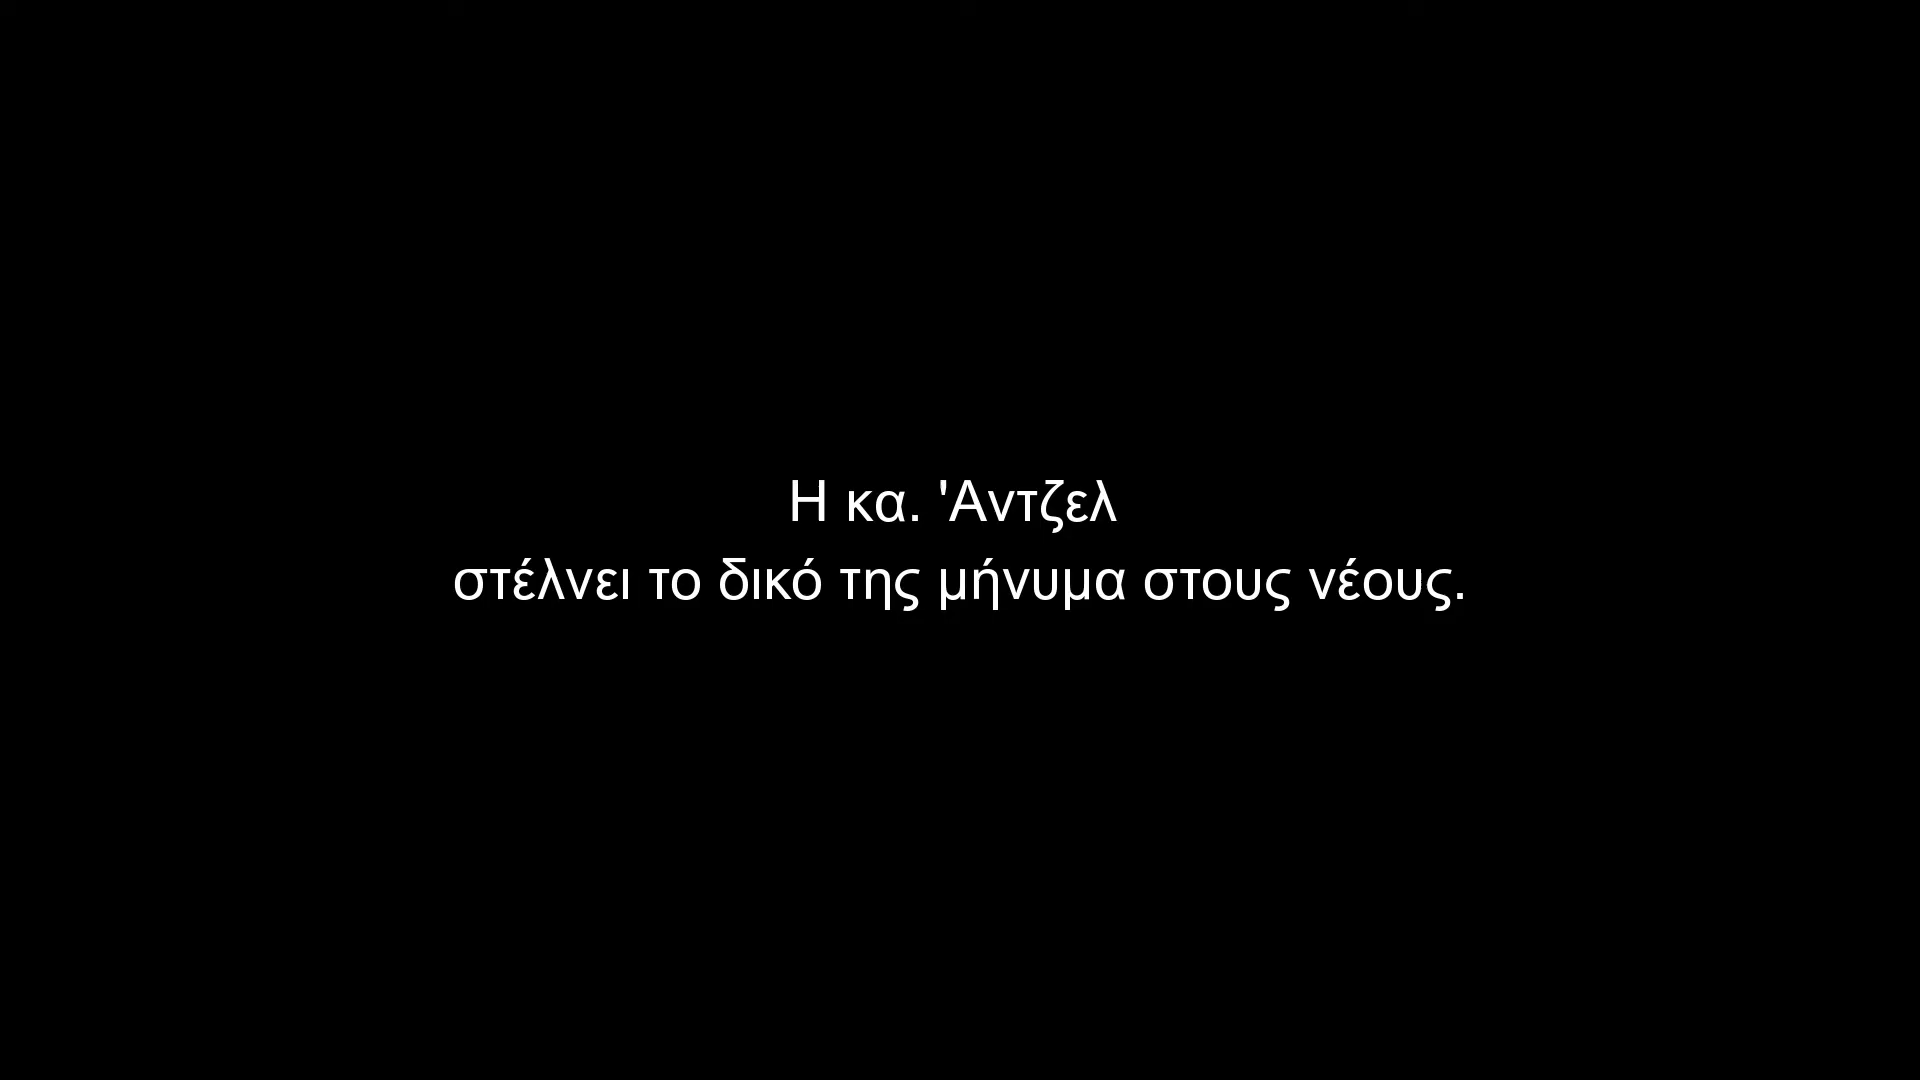 Η κα. 'Αντζελ
στέλνει το δικό της μήνυμα στους νέους.